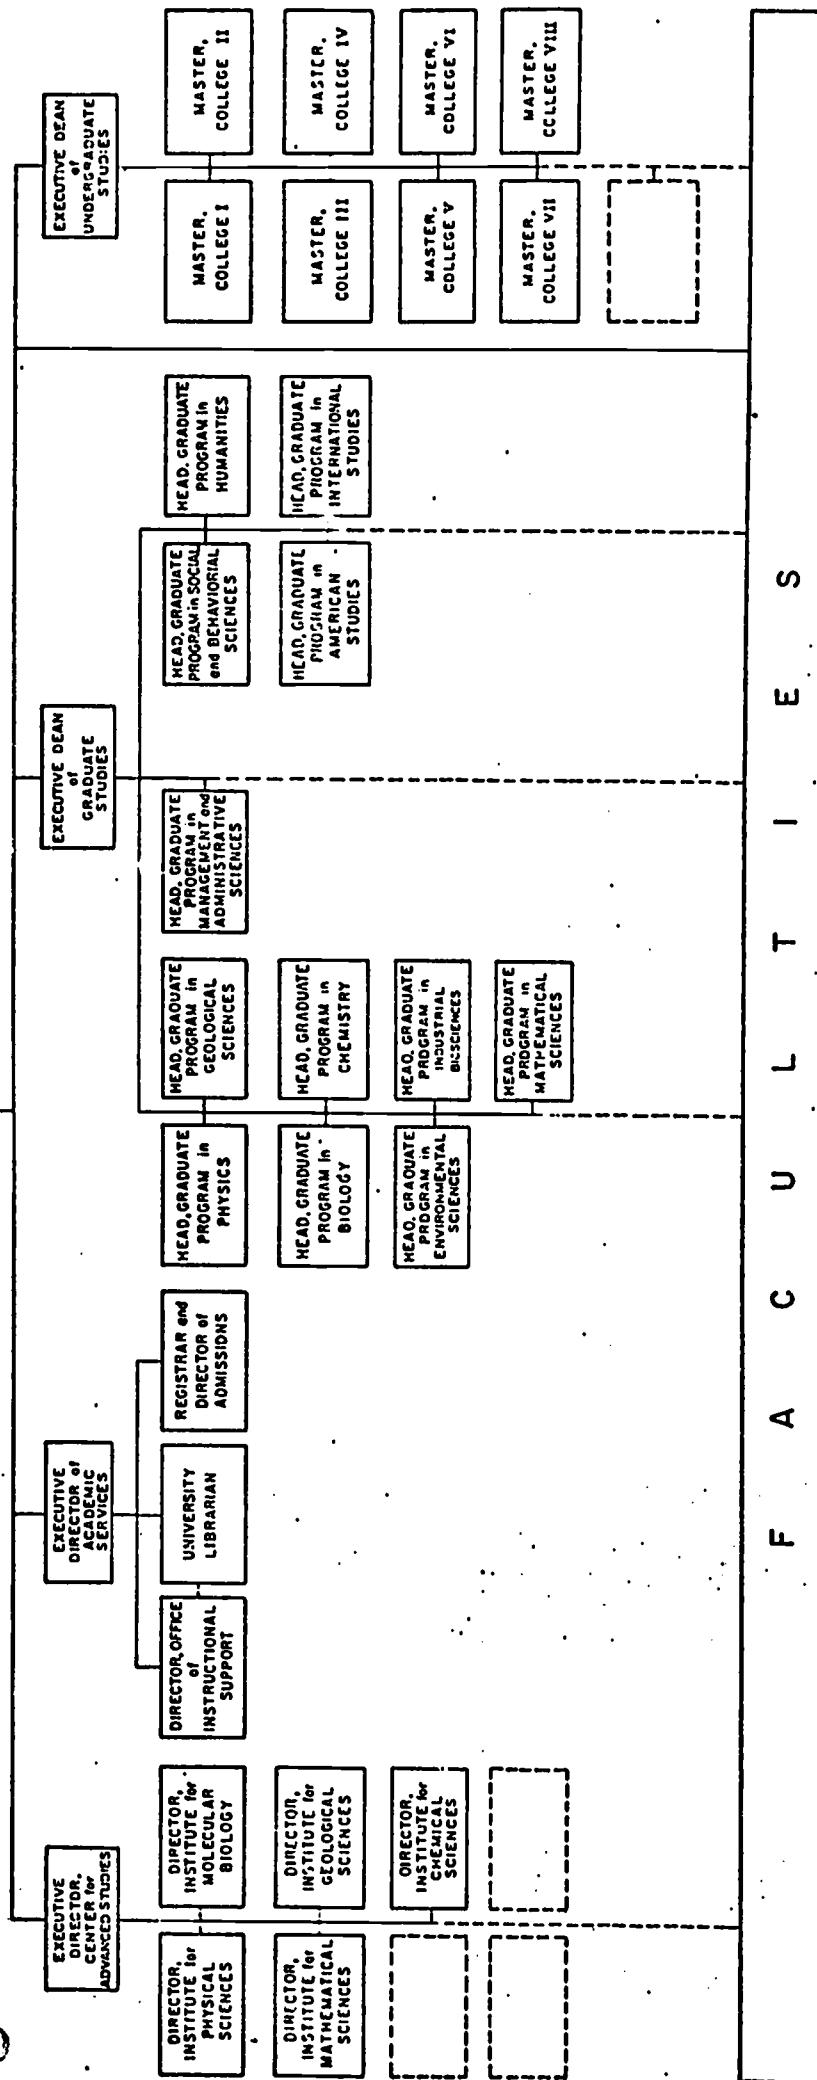 EXECUTIVE
DIRECTOR,
CENTER for
ADVANCED STUDIES
DIRECTOR,
INSTITUTE for
PHYSICAL
SCIENCES
DIRECTOR,
INSTITUTE for
MOLECULAR
BIOLOGY
DIRECTOR,
INSTITUTE for
MATHEMATICAL
SCIENCES
DIRECTOR,
INSTITUTE for
GEOLOGICAL
SCIENCES
DIRECTOR,
INSTITUTE for
CHEMICAL
SCIENCES
EXECUTIVE
DIRECTOR of
ACADEMIC
SERVICES
DIRECTOR, OFFICE
of
INSTRUCTIONAL
SUPPORT
UNIVERSITY
LIBRARIAN
REGISTRAR and
DIRECTOR of
ADMISSIONS
EXECUTIVE DEAN
of
GRADUATE
STUDIES
HEAD, GRADUATE
PROGRAM in
PHYSICS
HEAD, GRADUATE
PROGRAM in
GEOLOGICAL
SCIENCES
HEAD, GRADUATE
PROGRAM in
BIOLOGY
HEAD, GRADUATE
PROGRAM in
CHEMISTRY
HEAD, GRADUATE
PROGRAM in
ENVIRONMENTAL
SCIENCES
HEAD, GRADUATE
PROGRAM in
INDUSTRIAL
BIOSCIENCES
HEAD, GRADUATE
PROGRAM in
MATHEMATICAL
SCIENCES
HEAD, GRADUATE
PROGRAM in
MANAGEMENT and
ADMINISTRATIVE
SCIENCES
HEAD, GRADUATE
PROGRAM in SOCIAL
and BEHAVIORIAL
SCIENCES
HEAD, GRADUATE
PROGRAM in
HUMANITIES
HEAD, GRADUATE
PROGRAM in
AMERICAN
STUDIES
HEAD, GRADUATE
PROGRAM in
INTERNATIONAL
STUDIES
EXECUTIVE DEAN
of
UNDERGRADUATE
STUDIES
MASTER,
COLLEGE I
MASTER,
COLLEGE II
MASTER,
COLLEGE III
MASTER,
COLLEGE IV
MASTER,
COLLEGE V
MASTER,
COLLEGE VI
MASTER,
COLLEGE VII
MASTER,
COLLEGE VIII
F A C U L T I E S